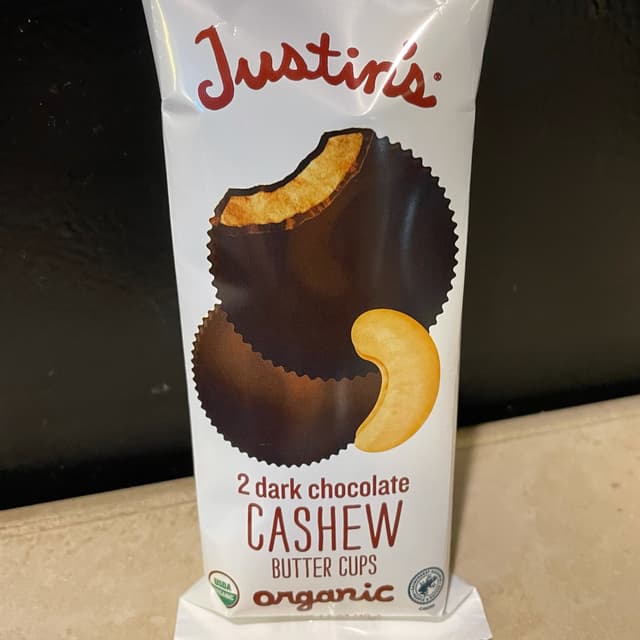 Justin's
2 dark chocolate
CASHEW
BUTTER CUPS
organic
USDA
ORGANIC